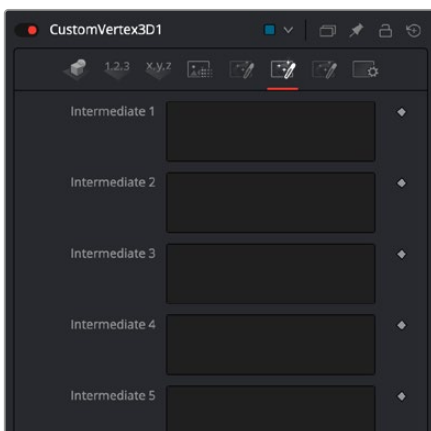 CustomVertex3D1
1.2.3 x.y.z
Intermediate 1
Intermediate 2
Intermediate 3
Intermediate 4
Intermediate 5